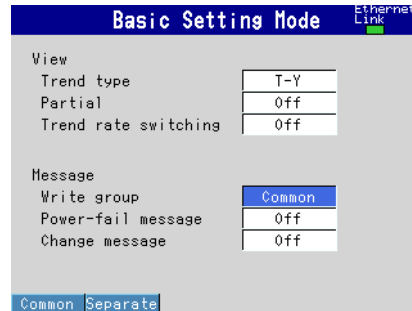 Basic Setting Mode
Ethernet
Link
View
Trend type T-Y
Partial Off
Trend rate switching Off
Message
Write group Common
Power-fail message Off
Change message Off
Common Separate